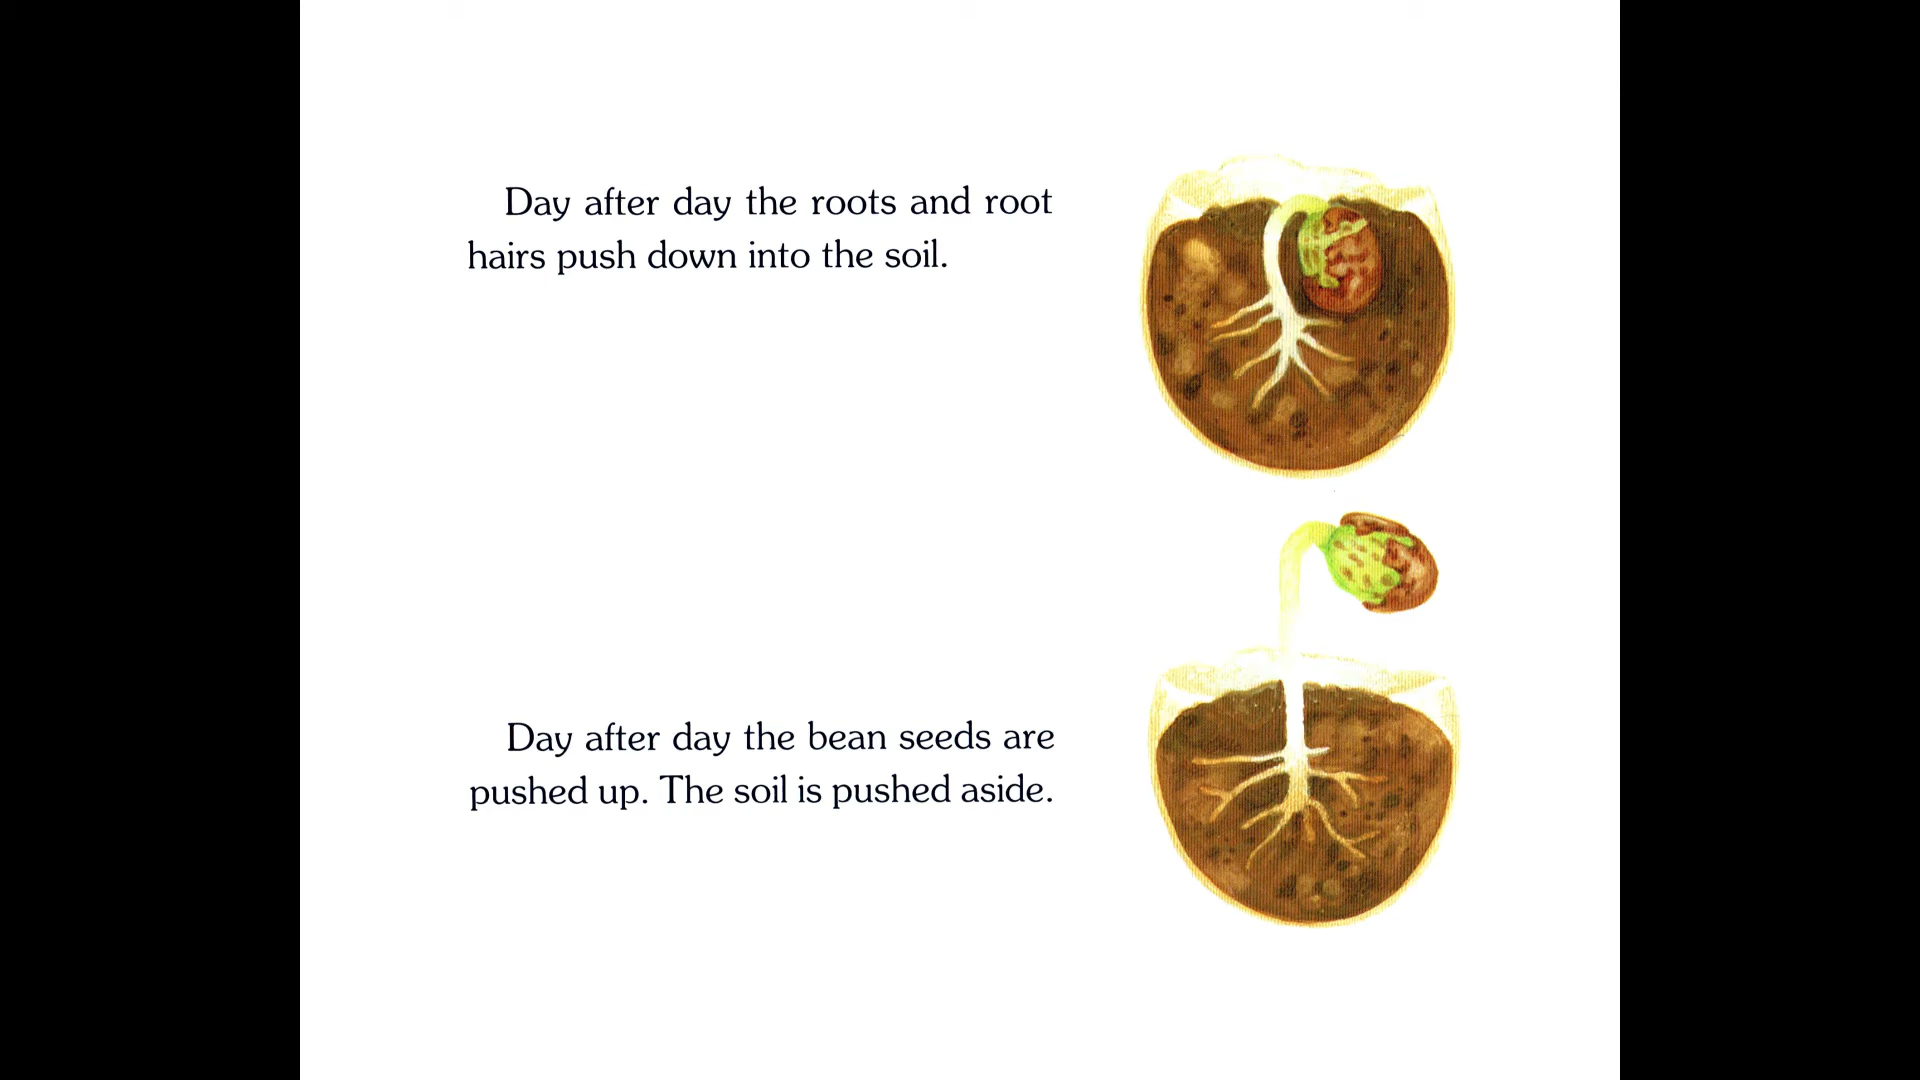 Day after day the roots and root
hairs push down into the soil.
Day after day the bean seeds are
pushed up. The soil is pushed aside.